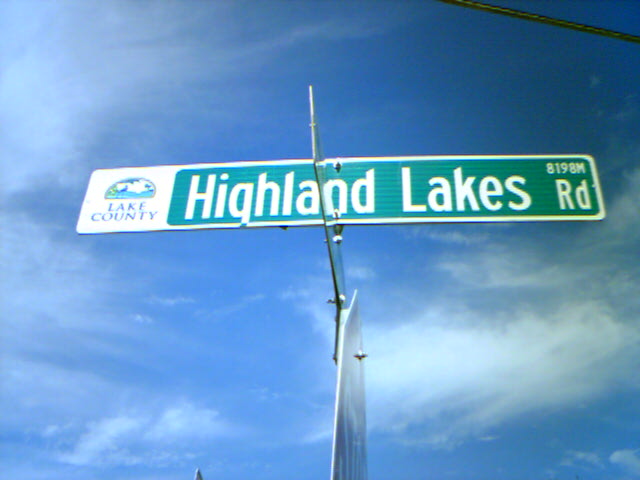 LAKE
COUNTY
Highland Lakes Rd
8198M